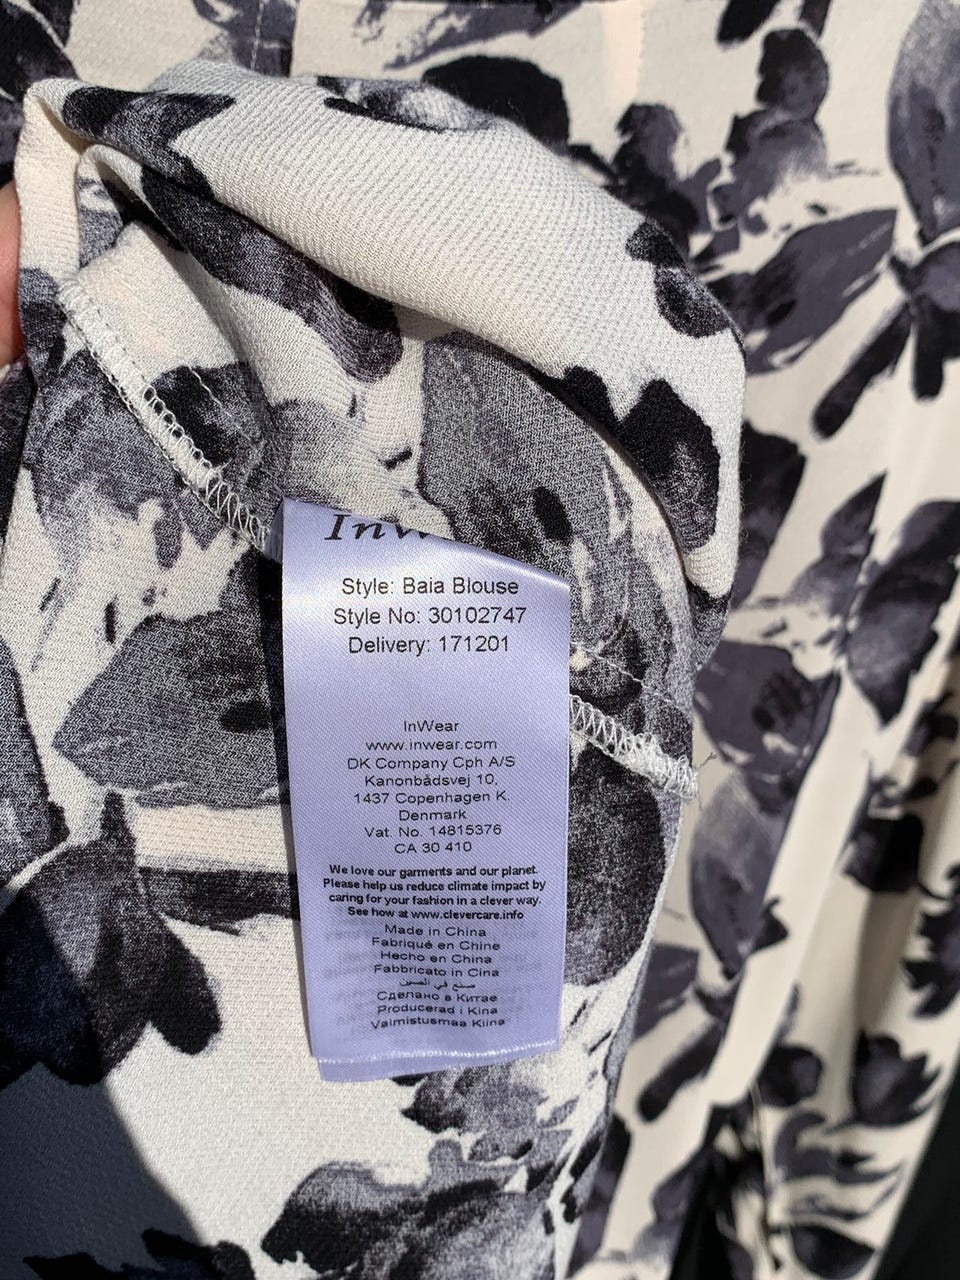 InW
Style: Baia Blouse
Style No: 30102747
Delivery: 171201
InWear
www.inwear.com
DK Company Cph A/S
Kanonbådsvej 10,
1437 Copenhagen K.
Denmark
Vat. No. 14815376
CA 30 410
We love our garments and our planet.
Please help us reduce climate impact by
caring for your fashion in a clever way.
See how at www.clevercare.info
Made in China
Fabriqué en Chine
Hecho en China
Fabbricato in Cina
صنع في الصين
Сделано в Китае
Producerad i Kina
Valmistusmaa Kiina